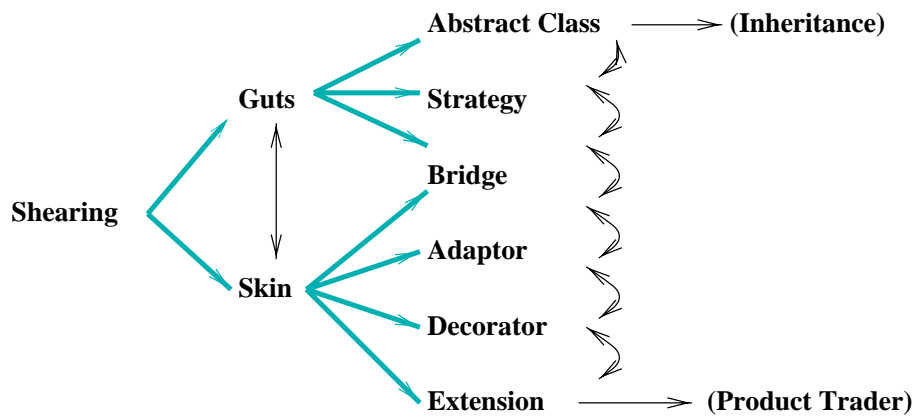 Abstract Class (Inheritance)
Guts Strategy
Bridge
Shearing
Adaptor
Skin
Decorator
Extension (Product Trader)